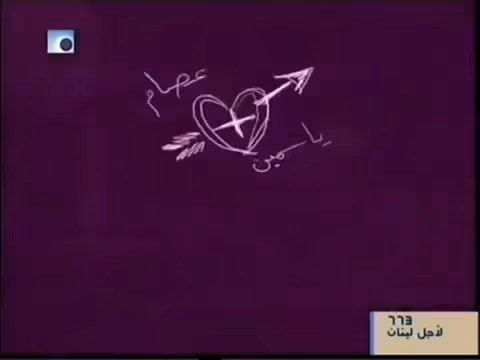 عصام
ياسمين
٦٦٣
لأجل لبنان